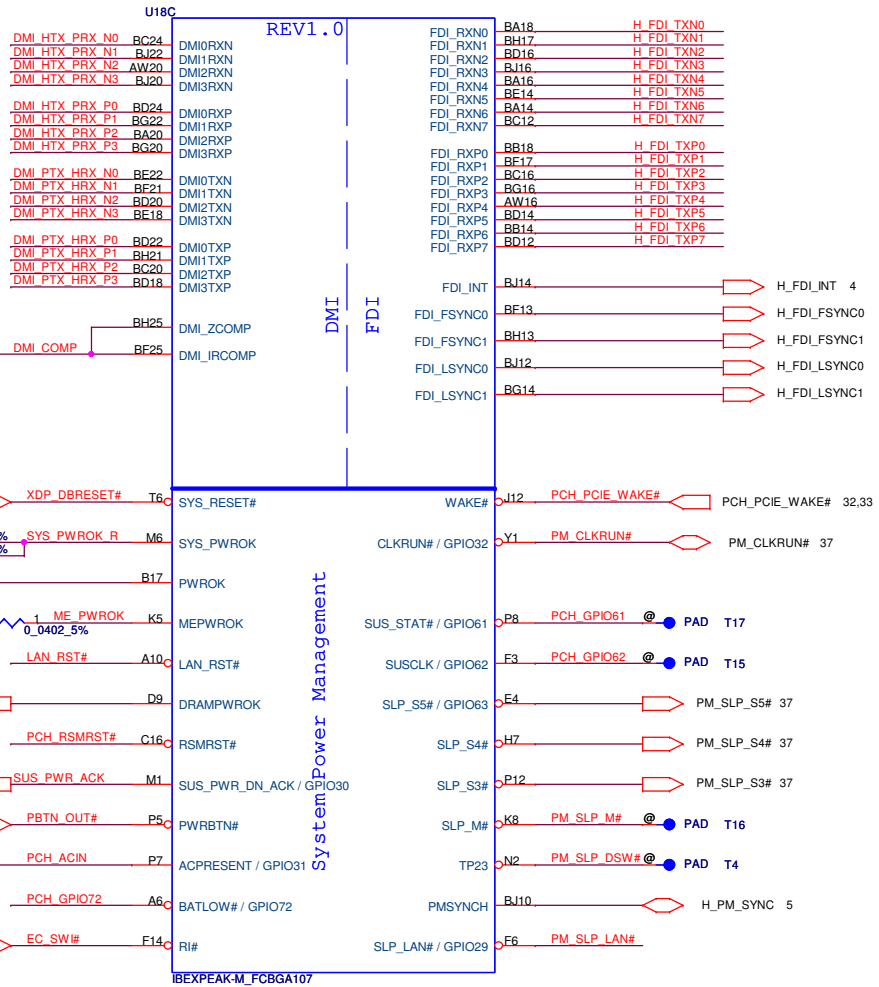 U18C
REV1.0
DMI_HTX_PRX_N0 BC24 DMI0RXN FDI_RXN0 BA18 H_FDI_TXN0
DMI_HTX_PRX_N1 BJ22 DMI1RXN FDI_RXN1 BH17 H_FDI_TXN1
DMI_HTX_PRX_N2 AW20 DMI2RXN FDI_RXN2 BD16 H_FDI_TXN2
DMI_HTX_PRX_N3 BJ20 DMI3RXN FDI_RXN3 BJ16 H_FDI_TXN3
FDI_RXN4 BA16 H_FDI_TXN4
FDI_RXN5 BE14 H_FDI_TXN5
DMI_HTX_PRX_P0 BD24 DMI0RXP FDI_RXN6 BA14 H_FDI_TXN6
DMI_HTX_PRX_P1 BG22 DMI1RXP FDI_RXN7 BC12 H_FDI_TXN7
DMI_HTX_PRX_P2 BA20 DMI2RXP
DMI_HTX_PRX_P3 BG20 DMI3RXP FDI_RXP0 BB18 H_FDI_TXP0
FDI_RXP1 BF17 H_FDI_TXP1
DMI_PTX_HRX_N0 BE22 DMI0TXN FDI_RXP2 BC16 H_FDI_TXP2
DMI_PTX_HRX_N1 BF21 DMI1TXN FDI_RXP3 BG16 H_FDI_TXP3
DMI_PTX_HRX_N2 BD20 DMI2TXN FDI_RXP4 AW16 H_FDI_TXP4
DMI_PTX_HRX_N3 BE18 DMI3TXN FDI_RXP5 BD14 H_FDI_TXP5
FDI_RXP6 BB14 H_FDI_TXP6
DMI_PTX_HRX_P0 BD22 DMI0TXP FDI_RXP7 BD12 H_FDI_TXP7
DMI_PTX_HRX_P1 BH21 DMI1TXP
DMI_PTX_HRX_P2 BC20 DMI2TXP
DMI_PTX_HRX_P3 BD18 DMI3TXP FDI_INT BJ14 H_FDI_INT 4
FDI_FSYNC0 BF13 H_FDI_FSYNC0
BH25 DMI_ZCOMP
DMI FDI
FDI_FSYNC1 BH13 H_FDI_FSYNC1
DMI_COMP BF25 DMI_IRCOMP
FDI_LSYNC0 BJ12 H_FDI_LSYNC0
FDI_LSYNC1 BG14 H_FDI_LSYNC1
XDP_DBRESET# T6 SYS_RESET# WAKE# J12 PCH_PCIE_WAKE# PCH_PCIE_WAKE# 32,33
%
%
SYS_PWROK_R M6 SYS_PWROK CLKRUN# / GPIO32 Y1 PM_CLKRUN# PM_CLKRUN# 37
B17 PWROK
System Power Management
1 ME_PWROK K5 MEPWROK SUS_STAT# / GPIO61 P8 PCH_GPIO61 @ PAD T17
0_0402_5%
LAN_RST# A10 LAN_RST# SUSCLK / GPIO62 F3 PCH_GPIO62 @ PAD T15
D9 DRAMPWROK SLP_S5# / GPIO63 E4 PM_SLP_S5# 37
PCH_RSMRST# C16 RSMRST# SLP_S4# H7 PM_SLP_S4# 37
SUS_PWR_ACK M1 SUS_PWR_DN_ACK / GPIO30 SLP_S3# P12 PM_SLP_S3# 37
PBTN_OUT# P5 PWRBTN# SLP_M# K8 PM_SLP_M# @ PAD T16
PCH_ACIN P7 ACPRESENT / GPIO31 TP23 N2 PM_SLP_DSW# @ PAD T4
PCH_GPIO72 A6 BATLOW# / GPIO72 PMSYNCH BJ10 H_PM_SYNC 5
EC_SWI# F14 RI# SLP_LAN# / GPIO29 F6 PM_SLP_LAN#
IBEXPEAK-M_FCBGA107